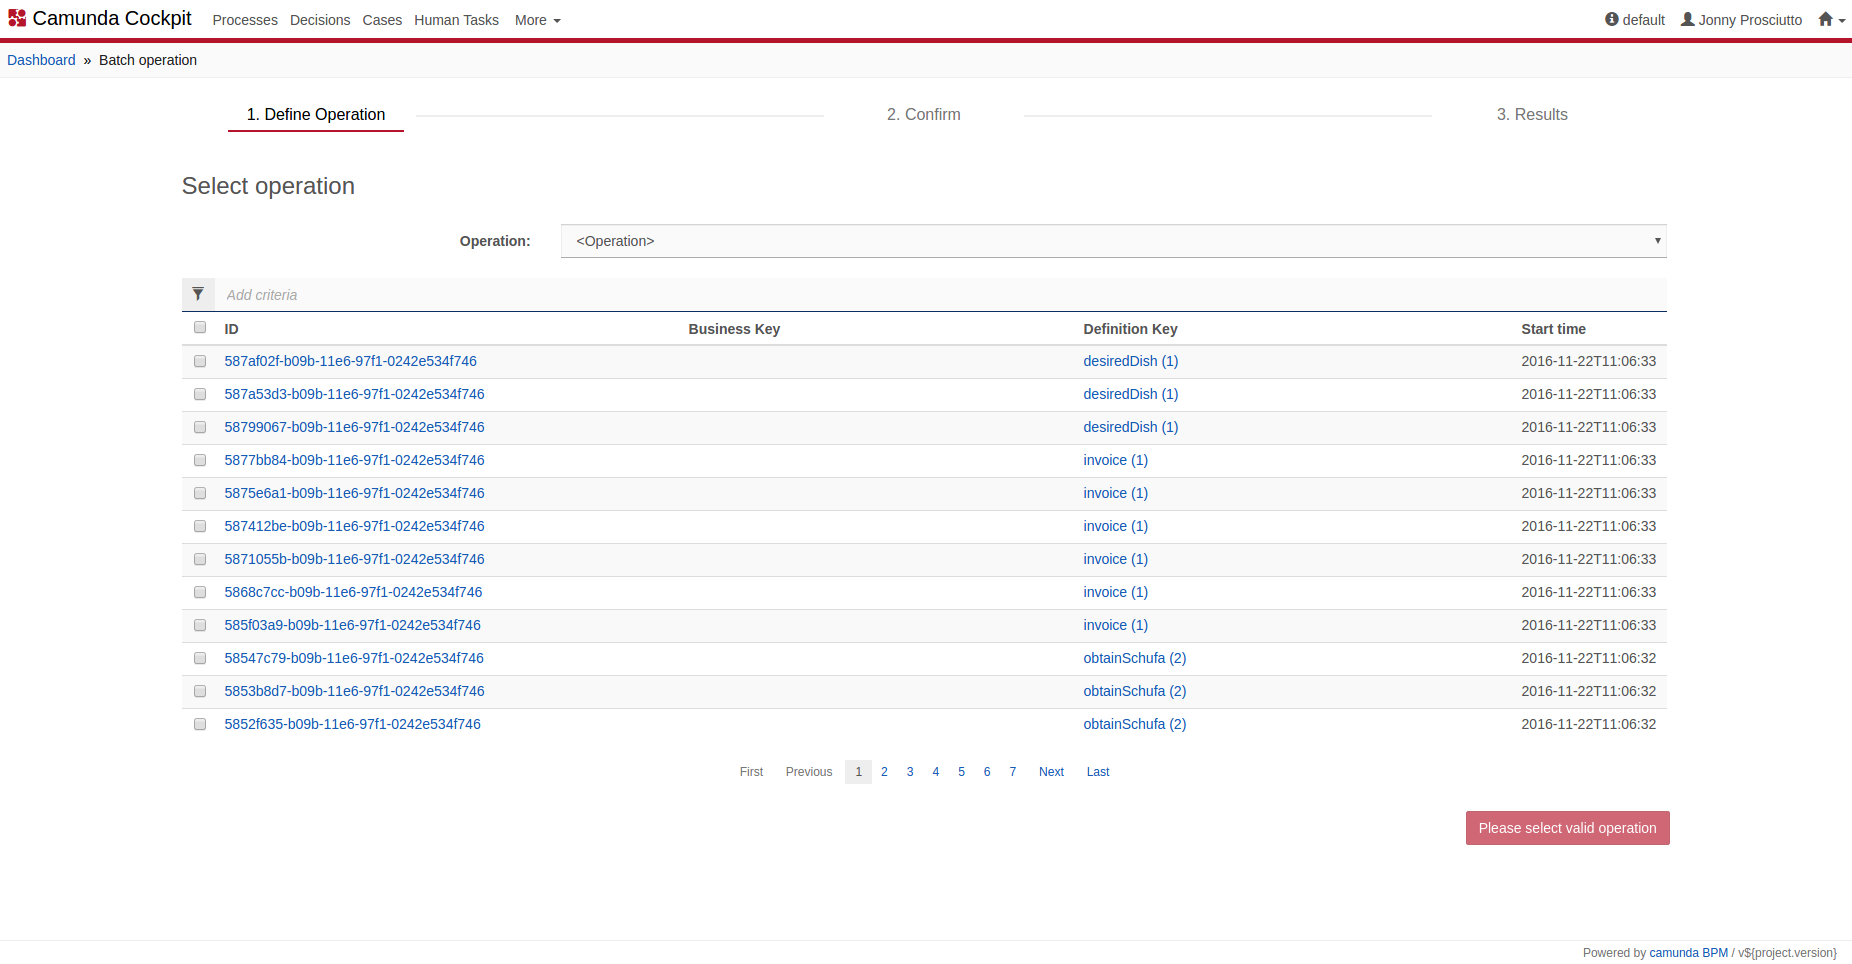 Camunda Cockpit Processes Decisions Cases Human Tasks More default Jonny Prosciutto
Dashboard » Batch operation
1. Define Operation 2. Confirm 3. Results
Select operation
Operation: <Operation>
Add criteria
ID Business Key Definition Key Start time
587af02f-b09b-11e6-97f1-0242e534f746 desiredDish (1) 2016-11-22T11:06:33
587a53d3-b09b-11e6-97f1-0242e534f746 desiredDish (1) 2016-11-22T11:06:33
58799067-b09b-11e6-97f1-0242e534f746 desiredDish (1) 2016-11-22T11:06:33
5877bb84-b09b-11e6-97f1-0242e534f746 invoice (1) 2016-11-22T11:06:33
5875e6a1-b09b-11e6-97f1-0242e534f746 invoice (1) 2016-11-22T11:06:33
587412be-b09b-11e6-97f1-0242e534f746 invoice (1) 2016-11-22T11:06:33
5871055b-b09b-11e6-97f1-0242e534f746 invoice (1) 2016-11-22T11:06:33
5868c7cc-b09b-11e6-97f1-0242e534f746 invoice (1) 2016-11-22T11:06:33
585f03a9-b09b-11e6-97f1-0242e534f746 invoice (1) 2016-11-22T11:06:33
58547c79-b09b-11e6-97f1-0242e534f746 obtainSchufa (2) 2016-11-22T11:06:32
5853b8d7-b09b-11e6-97f1-0242e534f746 obtainSchufa (2) 2016-11-22T11:06:32
5852f635-b09b-11e6-97f1-0242e534f746 obtainSchufa (2) 2016-11-22T11:06:32
First Previous 1 2 3 4 5 6 7 Next Last
Please select valid operation
Powered by camunda BPM / v${project.version}